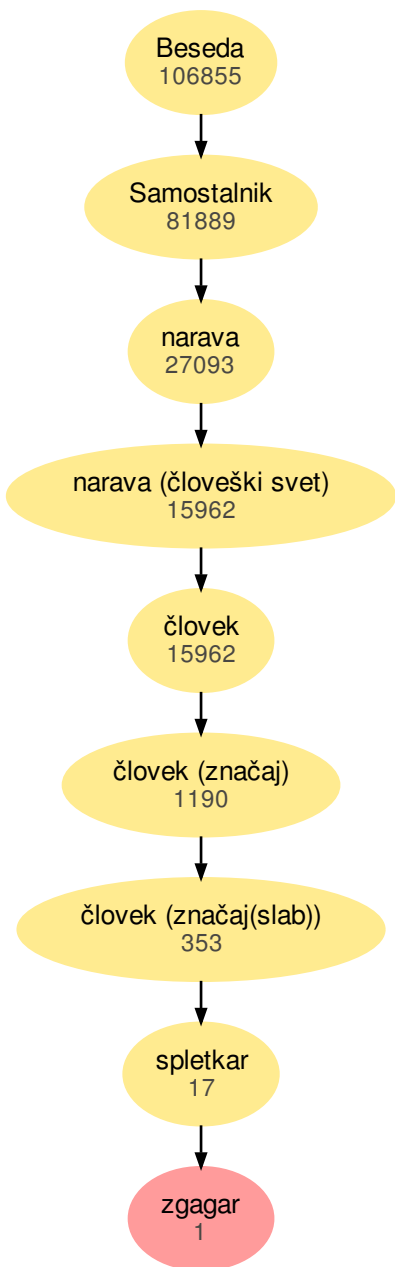 Beseda
106855
Samostalnik
81889
narava
27093
narava (človeški svet)
15962
človek
15962
človek (značaj)
1190
človek (značaj(slab))
353
spletkar
17
zgagar
1